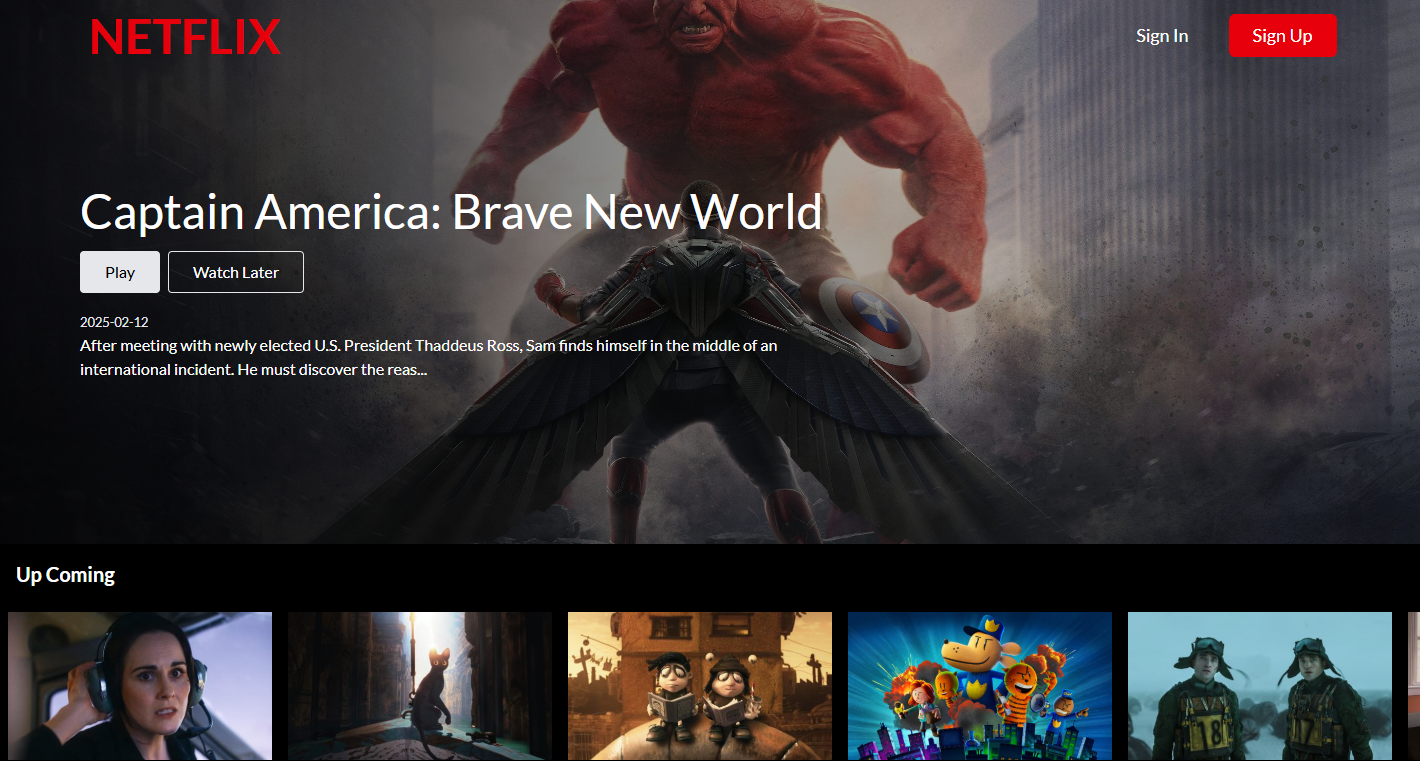 NETFLIX
Sign In
Sign Up
Captain America: Brave New World
Play
Watch Later
2025-02-12
After meeting with newly elected U.S. President Thaddeus Ross, Sam finds himself in the middle of an
international incident. He must discover the reas...
Up Coming
18
17